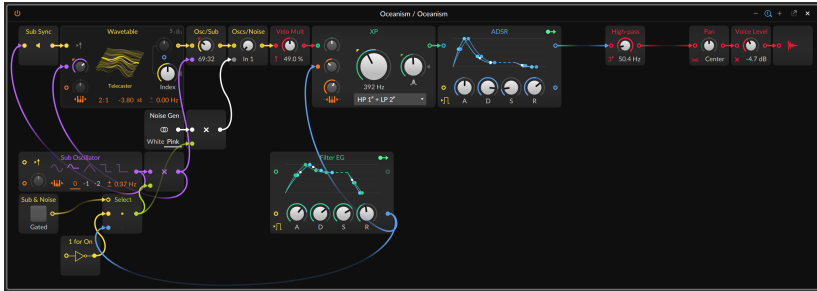 Oceanism / Oceanism
Sub Sync
Wavetable
Osc/Sub
Oscs/Noise
Velo Mult
XP
ADSR
High-pass
Pan
Voice Level
Telecaster
Index
2:1 -3.80 st ± 0.00 Hz
69:32
In 1
49.0 %
392 Hz
HP 1° + LP 2°
A D S R
50.4 Hz
Center
-4.7 dB
Noise Gen
White Pink
Sub Oscillator
0 -1 -2 ± 0.37 Hz
Filter EG
A D S R
Sub & Noise
Gated
Select
1 for On